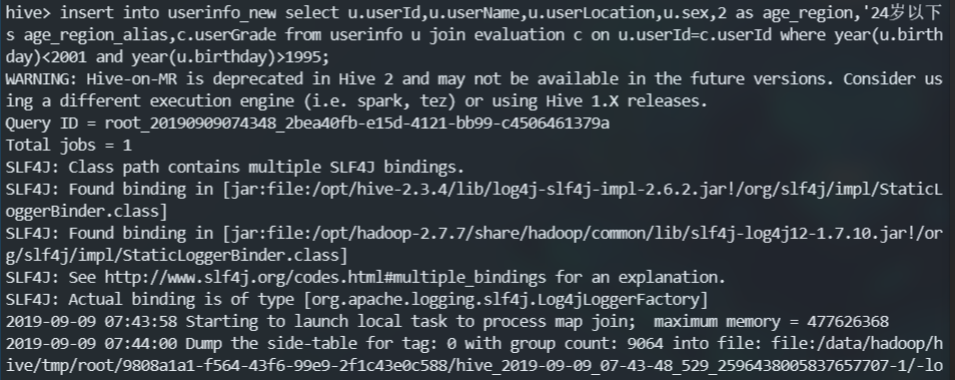 hive> insert into userinfo_new select u.userId,u.userName,u.userLocation,u.sex,2 as age_region,'24岁以下
s age_region_alias,c.userGrade from userinfo u join evaluation c on u.userId=c.userId where year(u.birth
day)<2001 and year(u.birthday)>1995;
WARNING: Hive-on-MR is deprecated in Hive 2 and may not be available in the future versions. Consider us
ing a different execution engine (i.e. spark, tez) or using Hive 1.X releases.
Query ID = root_20190909074348_2bea40fb-e15d-4121-bb99-c4506461379a
Total jobs = 1
SLF4J: Class path contains multiple SLF4J bindings.
SLF4J: Found binding in [jar:file:/opt/hive-2.3.4/lib/log4j-slf4j-impl-2.6.2.jar!/org/slf4j/impl/StaticL
oggerBinder.class]
SLF4J: Found binding in [jar:file:/opt/hadoop-2.7.7/share/hadoop/common/lib/slf4j-log4j12-1.7.10.jar!/or
g/slf4j/impl/StaticLoggerBinder.class]
SLF4J: See http://www.slf4j.org/codes.html#multiple_bindings for an explanation.
SLF4J: Actual binding is of type [org.apache.logging.slf4j.Log4jLoggerFactory]
2019-09-09 07:43:58 Starting to launch local task to process map join;  maximum memory = 477626368
2019-09-09 07:44:00 Dump the side-table for tag: 0 with group count: 9064 into file: file:/data/hadoop/h
ive/tmp/root/9808a1a1-f564-43f6-99e9-2f1c43e0c588/hive_2019-09-09_07-43-48_529_2596438005837657707-1/-lo